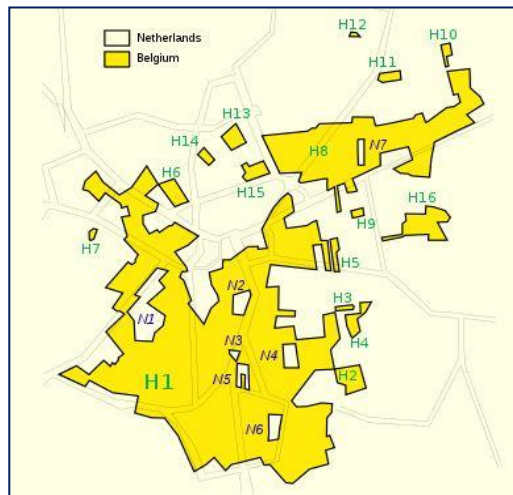 Netherlands
Belgium
H12
H10
H11
H13
H8
N7
H14
H6
H15
H9
H16
H7
H5
N2
H3
N1
N3
N4
H4
H1
N5
H2
N6